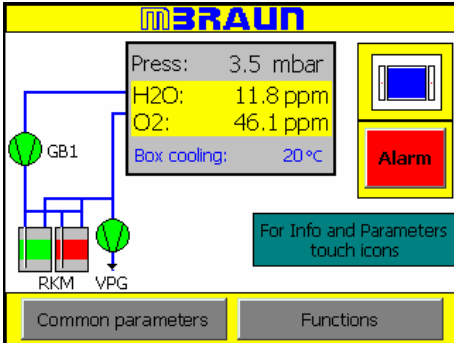 mBRAUN
Press: 3.5 mbar
H2O: 11.8 ppm
O2: 46.1 ppm
Box cooling: 20°C
GB1
Alarm
For Info and Parameters
touch icons
RKM VPG
Common parameters Functions